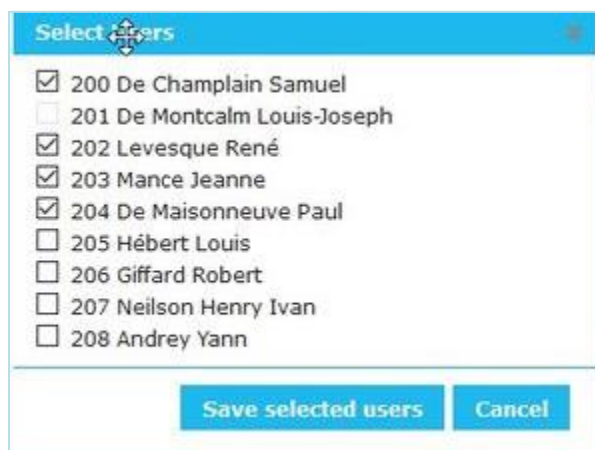 Select Users
200 De Champlain Samuel
201 De Montcalm Louis-Joseph
202 Levesque René
203 Mance Jeanne
204 De Maisonneuve Paul
205 Hébert Louis
206 Giffard Robert
207 Neilson Henry Ivan
208 Andrey Yann
Save selected users Cancel